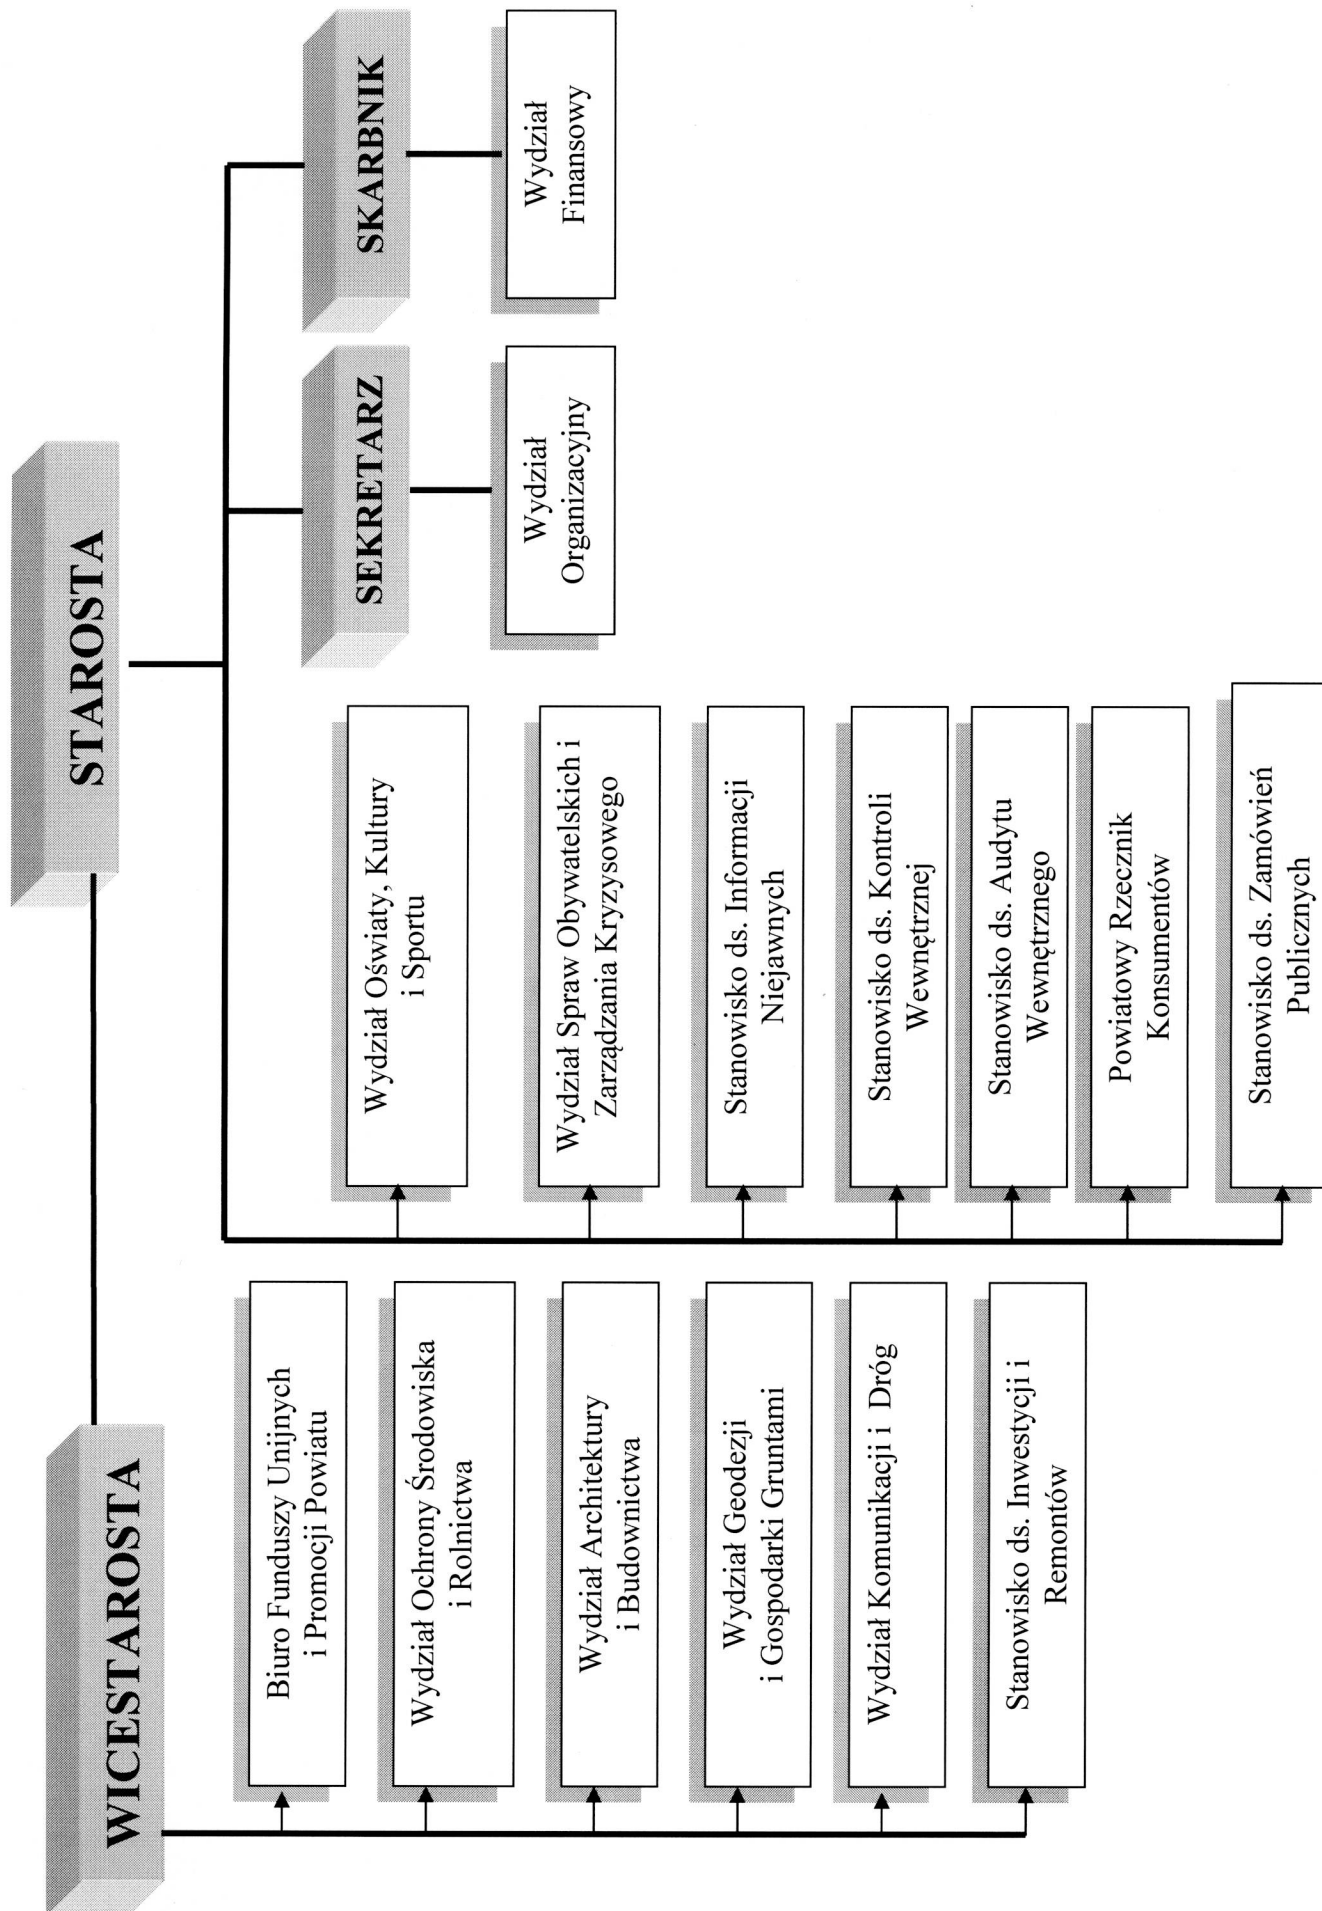 STAROSTA
WICESTAROSTA
SEKRETARZ
SKARBNIK
Biuro Funduszy Unijnych
i Promocji Powiatu
Wydział Ochrony Środowiska
i Rolnictwa
Wydział Architektury
i Budownictwa
Wydział Geodezji
i Gospodarki Gruntami
Wydział Komunikacji i Dróg
Stanowisko ds. Inwestycji i
Remontów
Wydział Oświaty, Kultury
i Sportu
Wydział Spraw Obywatelskich i
Zarządzania Kryzysowego
Stanowisko ds. Informacji
Niejawnych
Stanowisko ds. Kontroli
Wewnętrznej
Stanowisko ds. Audytu
Wewnętrznego
Powiatowy Rzecznik
Konsumentów
Stanowisko ds. Zamówień
Publicznych
Wydział
Organizacyjny
Wydział
Finansowy